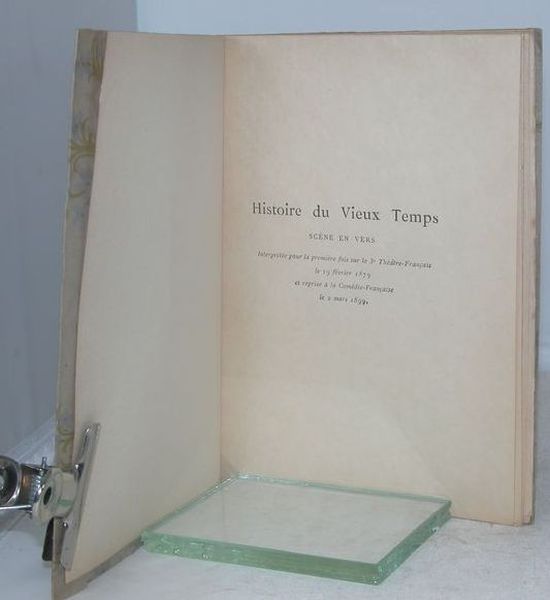 Histoire du Vieux Temps
SCÈNE EN VERS
Interprétée pour la première fois sur le 3e Théâtre-Français
le 19 février 1879
et reprise à la Comédie-Française
le 2 mars 1899.